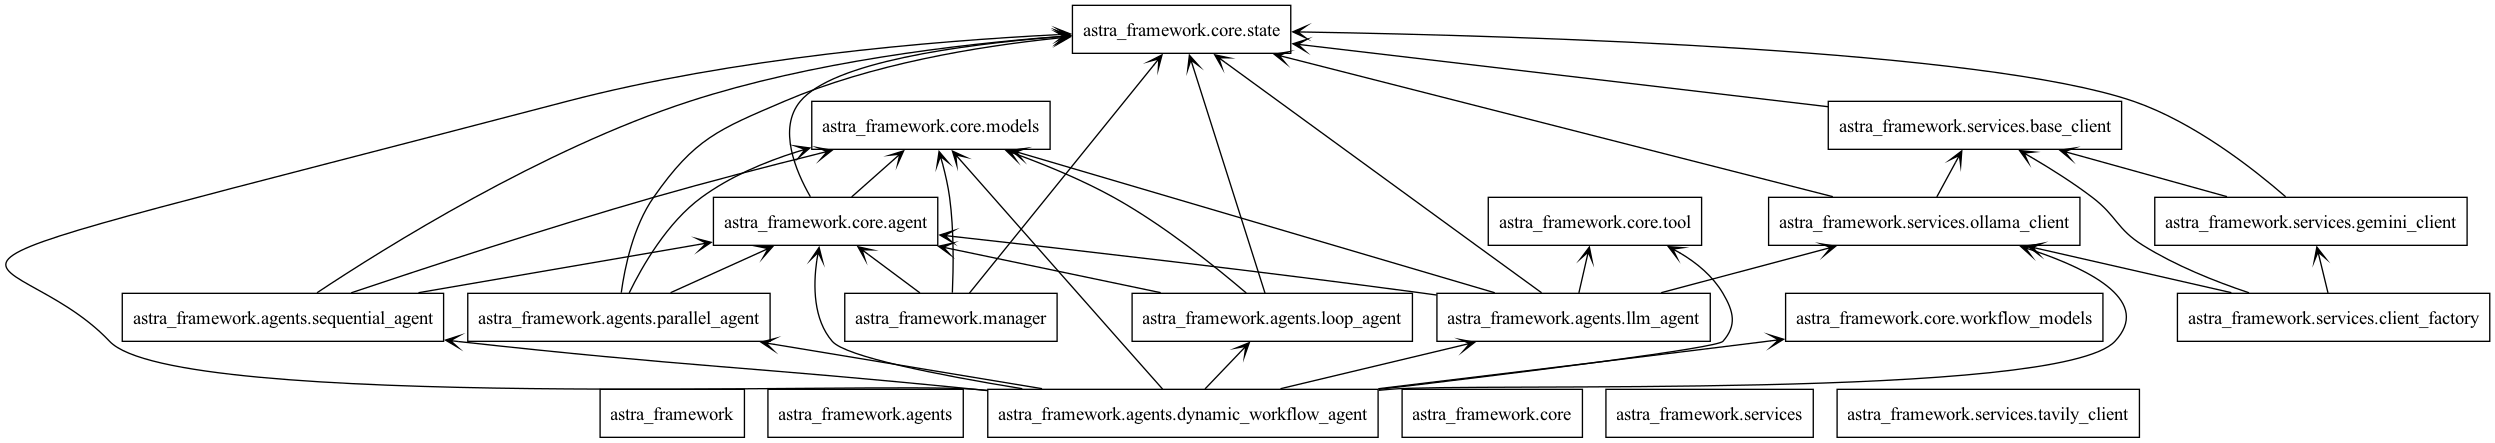 astra_framework.core.state
astra_framework.core.models
astra_framework.services.base_client
astra_framework.core.agent
astra_framework.core.tool
astra_framework.services.ollama_client
astra_framework.services.gemini_client
astra_framework.agents.sequential_agent
astra_framework.agents.parallel_agent
astra_framework.manager
astra_framework.agents.loop_agent
astra_framework.agents.llm_agent
astra_framework.core.workflow_models
astra_framework.services.client_factory
astra_framework
astra_framework.agents
astra_framework.agents.dynamic_workflow_agent
astra_framework.core
astra_framework.services
astra_framework.services.tavily_client